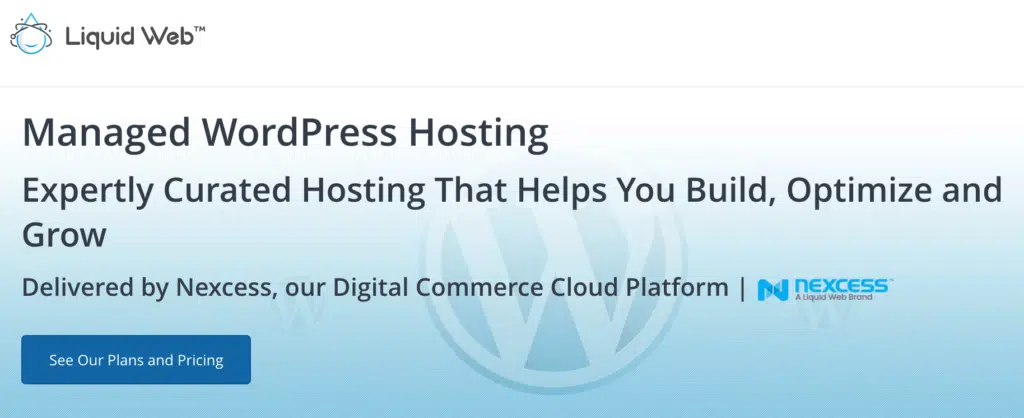 Liquid Web™
Managed WordPress Hosting
Expertly Curated Hosting That Helps You Build, Optimize and
Grow
Delivered by Nexcess, our Digital Commerce Cloud Platform | NEXCESS™
A Liquid Web Brand
See Our Plans and Pricing